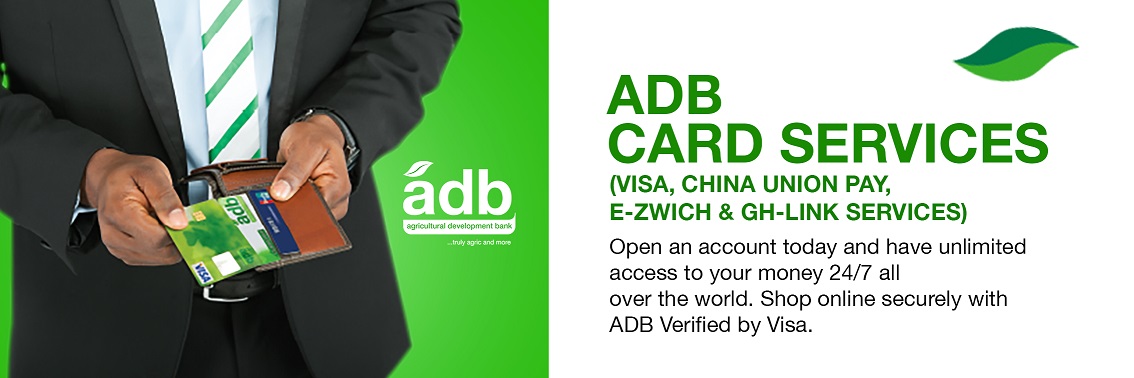 adb
VISA
adb
agricultural development bank
...truly agric and more
ADB
CARD SERVICES
(VISA, CHINA UNION PAY,
E-ZWICH & GH-LINK SERVICES)
Open an account today and have unlimited
access to your money 24/7 all
over the world. Shop online securely with
ADB Verified by Visa.